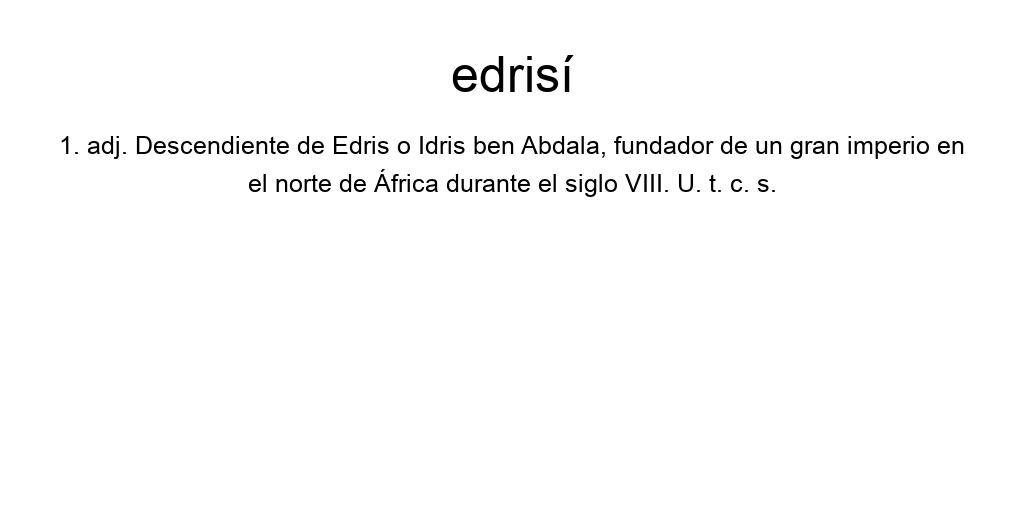 edrisí
1. adj. Descendiente de Edris o Idris ben Abdala, fundador de un gran imperio en
el norte de África durante el siglo VIII. U. t. c. s.